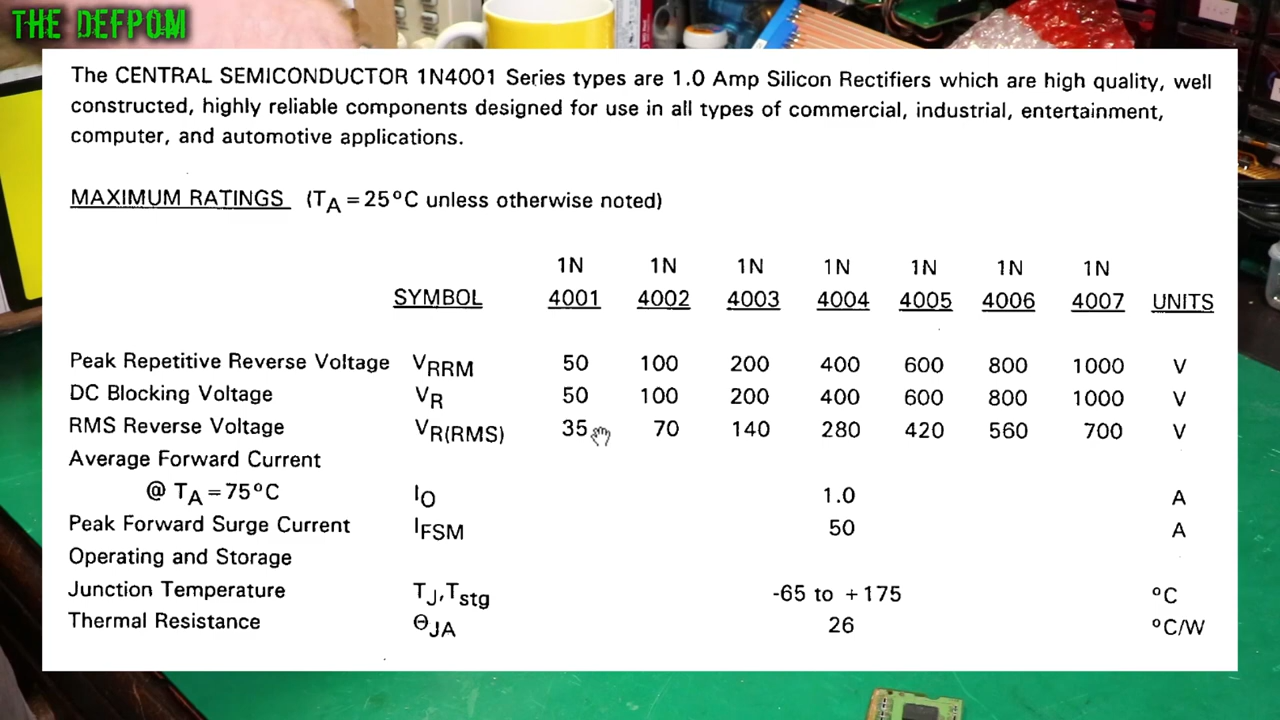 THE DEFPOM
The CENTRAL SEMICONDUCTOR 1N4001 Series types are 1.0 Amp Silicon Rectifiers which are high quality, well
constructed, highly reliable components designed for use in all types of commercial, industrial, entertainment,
computer, and automotive applications.
MAXIMUM RATINGS (TA=25°C unless otherwise noted)
1N 1N 1N 1N 1N 1N 1N
SYMBOL 4001 4002 4003 4004 4005 4006 4007 UNITS
Peak Repetitive Reverse Voltage VRRM 50 100 200 400 600 800 1000 V
DC Blocking Voltage VR 50 100 200 400 600 800 1000 V
RMS Reverse Voltage VR(RMS) 35 70 140 280 420 560 700 V
Average Forward Current
@ TA=75°C IO 1.0 A
Peak Forward Surge Current IFSM 50 A
Operating and Storage
Junction Temperature TJ,Tstg -65 to +175 °C
Thermal Resistance ΘJA 26 °C/W